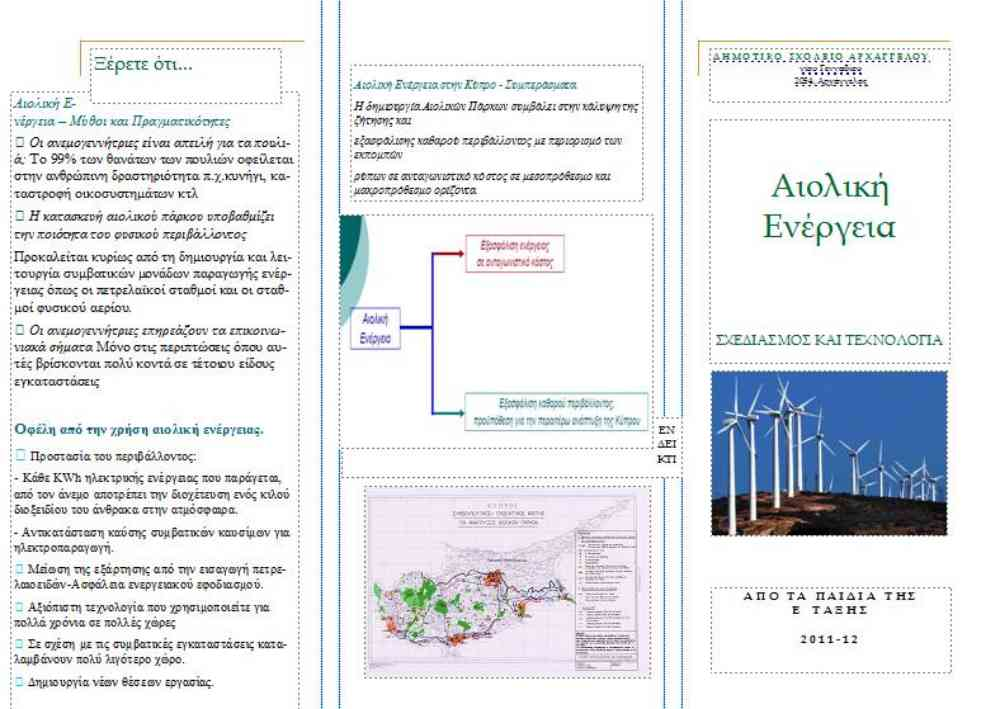 Ξέρετε ότι...
Αιολική Ε-
νέργεια – Μύθοι και Πραγματικότητες
Οι ανεμογεννήτριες είναι απειλή για τα πουλι-
ά; Το 99% των θανάτων των πουλιών οφείλεται
στην ανθρώπινη δραστηριότητα π.χ.κυνήγι, κα-
ταστροφή οικοσυστημάτων κτλ
Η κατασκευή αιολικού πάρκου υποβαθμίζει
την ποιότητα του φυσικού περιβάλλοντος
Προκαλείται κυρίως από τη δημιουργία και λει-
τουργία συμβατικών μονάδων παραγωγής ενέρ-
γειας όπως οι πετρελαϊκοί σταθμοί και οι σταθ-
μοί φυσικού αερίου.
Οι ανεμογεννήτριες επηρεάζουν τα επικοινω-
νιακά σήματα Μόνο στις περιπτώσεις όπου αυ-
τές βρίσκονται πολύ κοντά σε τέτοιου είδους
εγκαταστάσεις
Οφέλη από την χρήση αιολική ενέργειας.
Προστασία του περιβάλλοντος:
- Κάθε KWh ηλεκτρικής ενέργειας που παράγεται,
από τον άνεμο αποτρέπει την διοχέτευση ενός κιλού
διοξειδίου του άνθρακα στην ατμόσφαιρα.
- Αντικατάσταση καύσης συμβατικών καυσίμων για
ηλεκτροπαραγωγή.
Μείωση της εξάρτησης από την εισαγωγή πετρε-
λαιοειδών-Ασφάλεια ενεργειακού εφοδιασμού.
Αξιόπιστη τεχνολογία που χρησιμοποιείτε για
πολλά χρόνια σε πολλές χώρες
Σε σχέση με τις συμβατικές εγκαταστάσεις κατα-
λαμβάνουν πολύ λιγότερο χώρο.
Δημιουργία νέων θέσεων εργασίας.
Αιολική Ενέργεια στην Κύπρο - Συμπεράσματα
Η δημιουργία Αιολικών Πάρκων συμβάλει στην κάλυψη της
ζήτησης και
εξασφάλισης καθαρού περιβάλλοντος με περιορισμό των
εκπομπών
ρύπων σε ανταγωνιστικό κόστος σε μεσοπρόθεσμο και
μακροπρόθεσμο ορίζοντα.
Εξασφάλιση ενέργειας
σε ανταγωνιστικό κόστος
Αιολική
Ενέργεια
Εξασφάλιση καθαρού περιβάλλοντος,
προϋπόθεση για την περαιτέρω ανάπτυξη της Κύπρου
ΕΝ
ΔΕΙ
ΚΤΙ
ΚΥΠΡΟΣ
ΔΗΜΟΤΙΚΟ ΣΧΟΛΕΙΟ ΑΡΧΑΓΓΕΛΟΥ
2054, Αρχάγγελος
Αιολική
Ενέργεια
ΣΧΕΔΙΑΣΜΟΣ ΚΑΙ ΤΕΧΝΟΛΟΓΙΑ
ΑΠΟ ΤΑ ΠΑΙΔΙΑ ΤΗΣ
Ε ΤΑΞΗΣ
2011-12